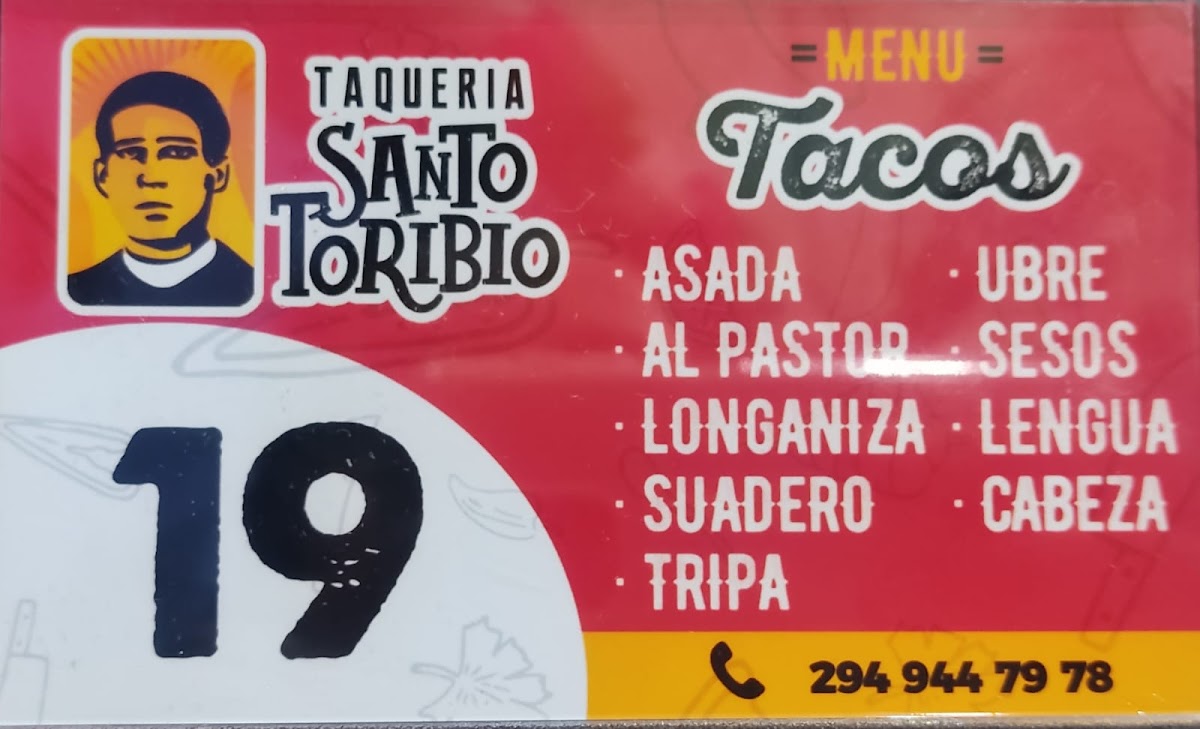 TAQUERIA
SANTO
TORIBIO
19
= MENU =
Tacos
· ASADA
· AL PASTOR
· LONGANIZA
· SUADERO
· TRIPA
· UBRE
· SESOS
· LENGUA
· CABEZA
294 944 79 78